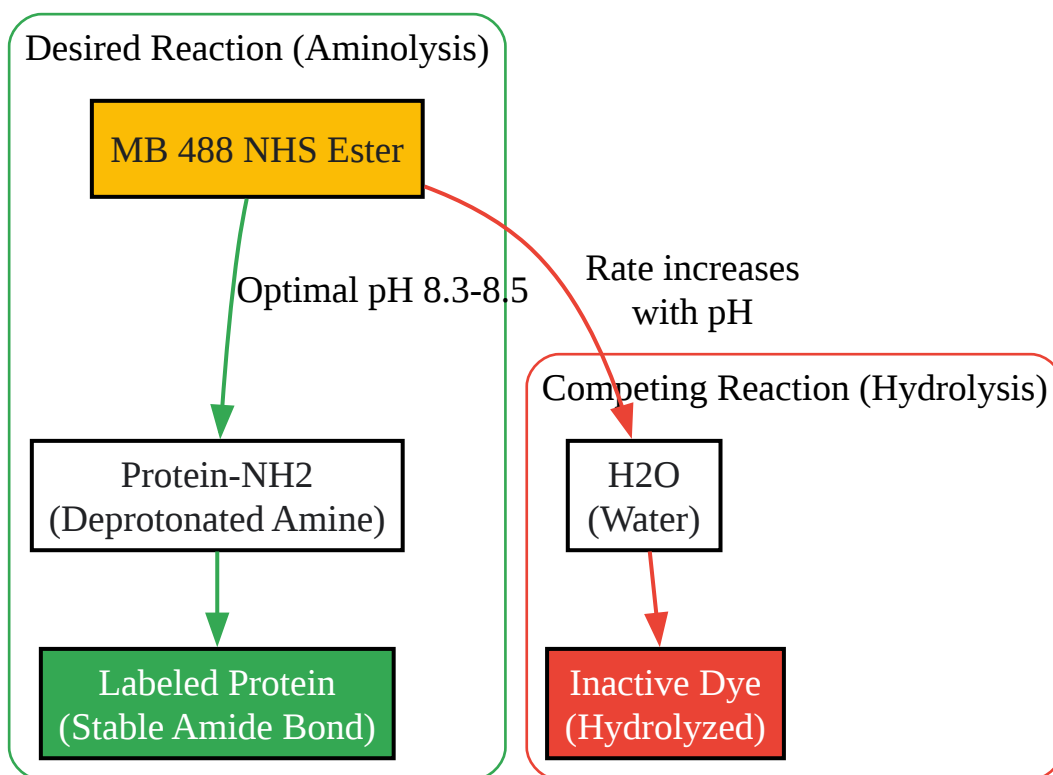 Desired Reaction (Aminolysis)
MB 488 NHS Ester
Optimal pH 8.3-8.5
Rate increases
with pH
Competing Reaction (Hydrolysis)
Protein-NH2
(Deprotonated Amine)
H2O
(Water)
Labeled Protein
(Stable Amide Bond)
Inactive Dye
(Hydrolyzed)